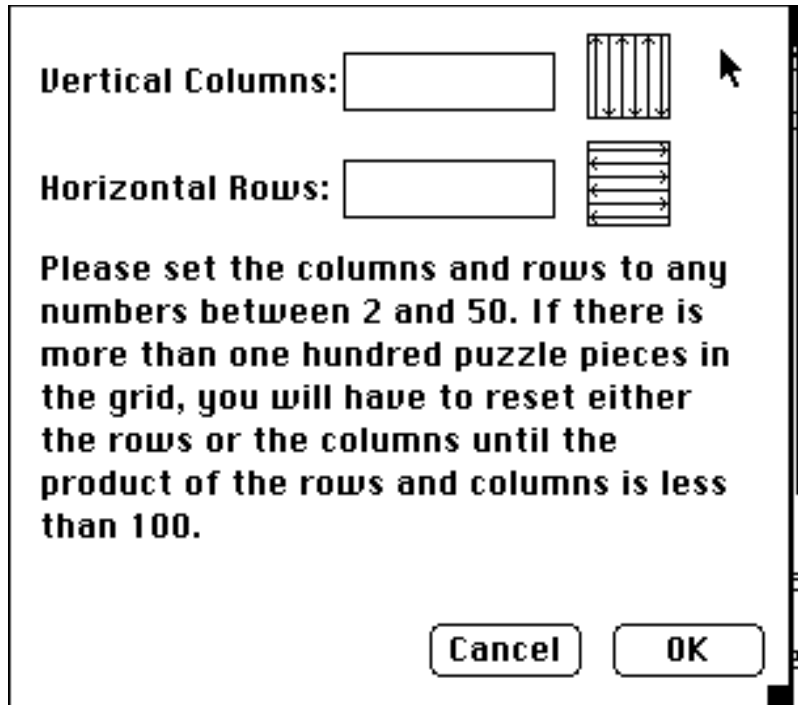 Vertical Columns:
Horizontal Rows:
Please set the columns and rows to any
numbers between 2 and 50. If there is
more than one hundred puzzle pieces in
the grid, you will have to reset either
the rows or the columns until the
product of the rows and columns is less
than 100.
Cancel OK